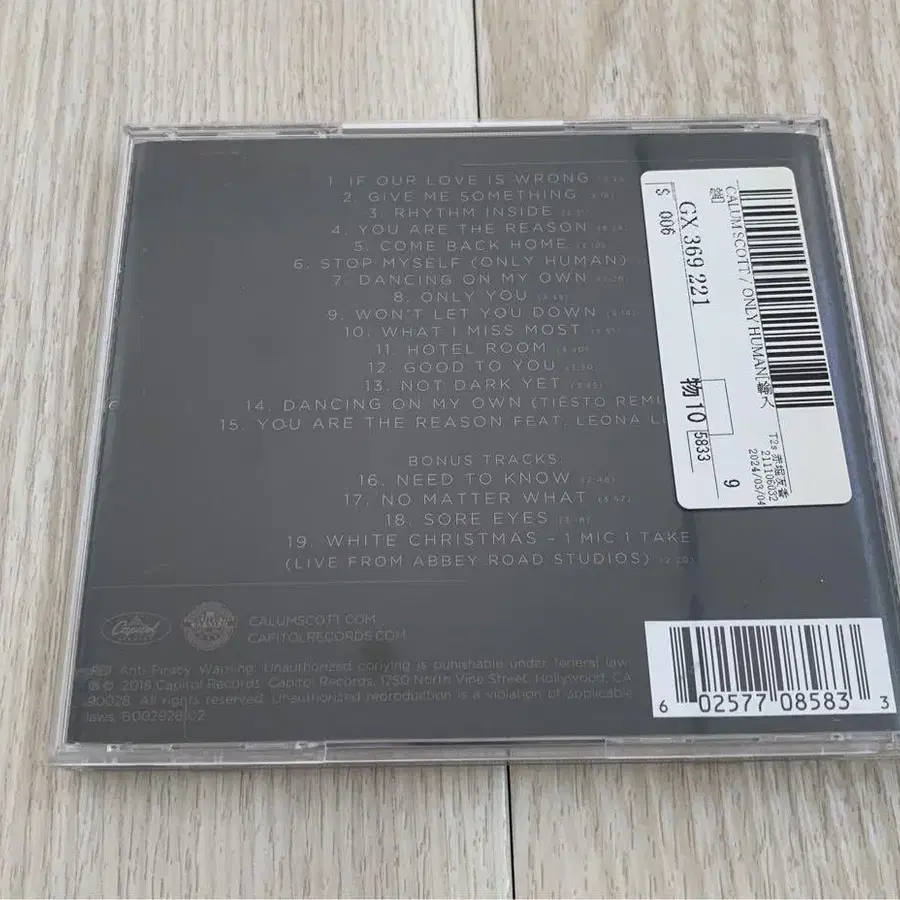 1. IF OUR LOVE IS WRONG
2. GIVE ME SOMETHING
3. RHYTHM INSIDE
4. YOU ARE THE REASON
5. COME BACK HOME
6. STOP MYSELF (ONLY HUMAN)
7. DANCING ON MY OWN
8. ONLY YOU
9. WON'T LET YOU DOWN
10. WHAT I MISS MOST
11. HOTEL ROOM
12. GOOD TO YOU
13. NOT DARK YET
14. DANCING ON MY OWN (TIËSTO
15. YOU ARE THE REASON FEAT. LEONA
BONUS TRACKS:
16. NEED TO KNOW
17. NO MATTER WHAT
18. SORE EYES
19. WHITE CHRISTMAS – 1 MIC 1 TAKE
(LIVE FROM ABBEY ROAD STUDIOS)
CALUM SCOTT / ONLY HUMAN
輸入
$ 006
GX 369 221
物 10
5833
9
211106032
2024/03/04
Capitol
CALUMSCOTT.COM
CAPITOLRECORDS.COM
Anti-Piracy Warning: Unauthorized copying is punishable under federal law.
℗ © 2018 Capitol Records. Capitol Records, 1250 North Vine Street, Hollywood, CA
90028. All rights reserved. Unauthorized reproduction is a violation of applicable
laws.
6 02577 08583 3